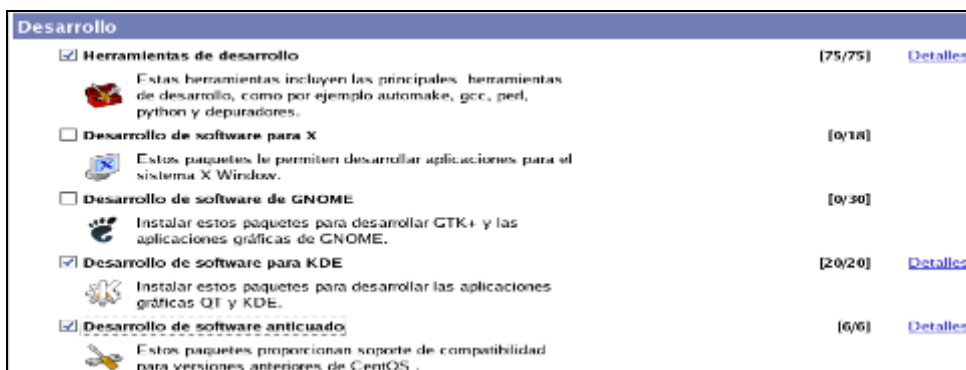 Desarrollo
Herramientas de desarrollo [75/75] Detalles
Estas herramientas incluyen las principales herramientas
de desarrollo, como por ejemplo automake, gcc, perl,
python y depuradores.
Desarrollo de software para X [0/18]
Estos paquetes le permiten desarrollar aplicaciones para el
sistema X Window.
Desarrollo de software de GNOME [0/30]
Instalar estos paquetes para desarrollar GTK+ y las
aplicaciones gráficas de GNOME.
Desarrollo de software para KDE [20/20] Detalles
Instalar estos paquetes para desarrollar las aplicaciones
gráficas QT y KDE.
Desarrollo de software anticuado [6/6] Detalles
Estos paquetes proporcionan soporte de compatibilidad
para versiones anteriores de CentOS .